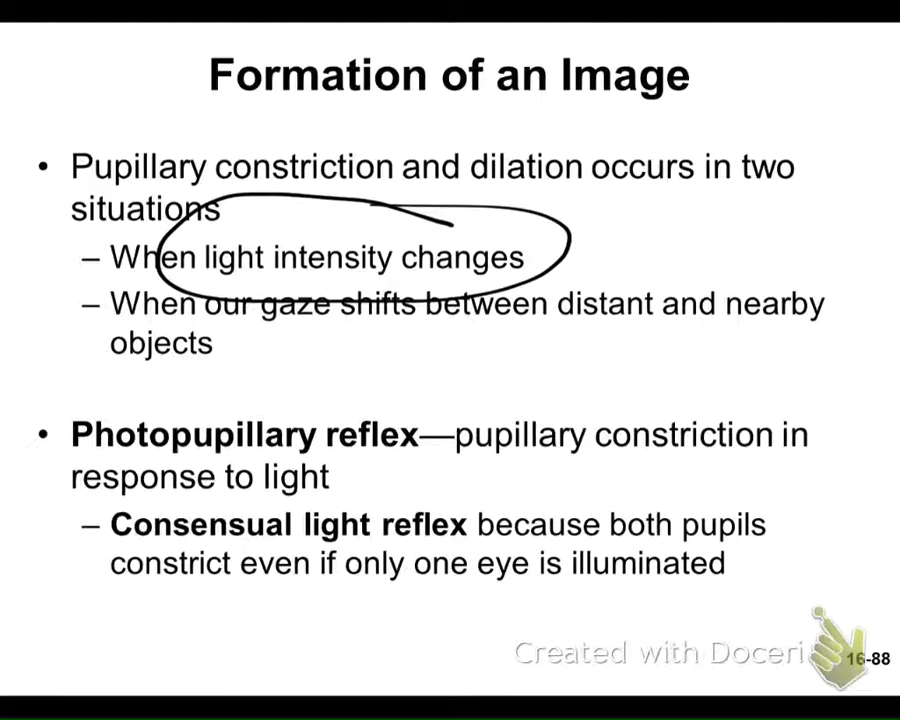 Formation of an Image
• Pupillary constriction and dilation occurs in two
situations
– When light intensity changes
– When our gaze shifts between distant and nearby
objects
• Photopupillary reflex—pupillary constriction in
response to light
– Consensual light reflex because both pupils
constrict even if only one eye is illuminated
Created with Doceri
16-88